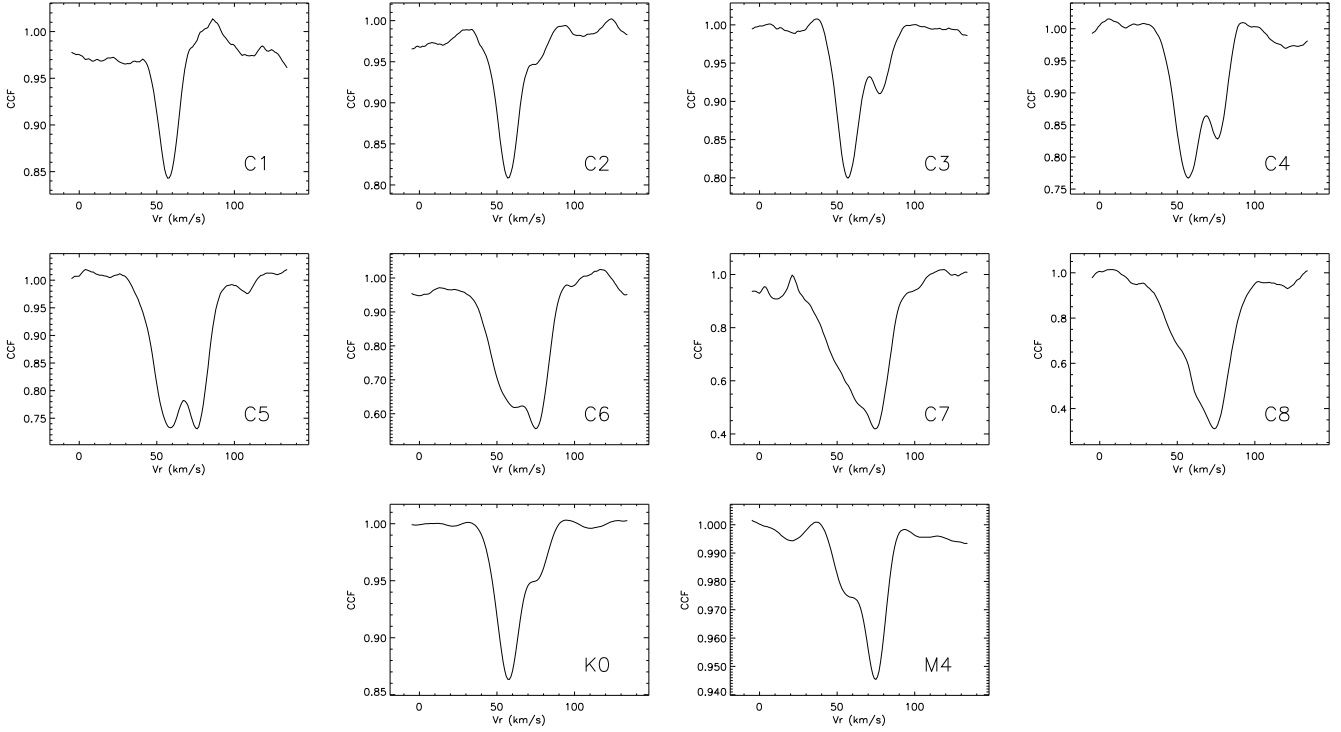 1.00
0.95
0.90
0.85
CCF
C1
0 50 100
Vr (km/s)
1.00
0.95
0.90
0.85
0.80
CCF
C2
0 50 100
Vr (km/s)
1.00
0.95
0.90
0.85
0.80
CCF
C3
0 50 100
Vr (km/s)
1.00
0.95
0.90
0.85
0.80
0.75
CCF
C4
0 50 100
Vr (km/s)
1.00
0.95
0.90
0.85
0.80
0.75
CCF
C5
0 50 100
Vr (km/s)
1.00
0.90
0.80
0.70
0.60
CCF
C6
0 50 100
Vr (km/s)
1.0
0.8
0.6
0.4
CCF
C7
0 50 100
Vr (km/s)
1.0
0.8
0.6
0.4
CCF
C8
0 50 100
Vr (km/s)
1.00
0.95
0.90
0.85
CCF
K0
0 50 100
Vr (km/s)
1.000
0.990
0.980
0.970
0.960
0.950
0.940
CCF
M4
0 50 100
Vr (km/s)